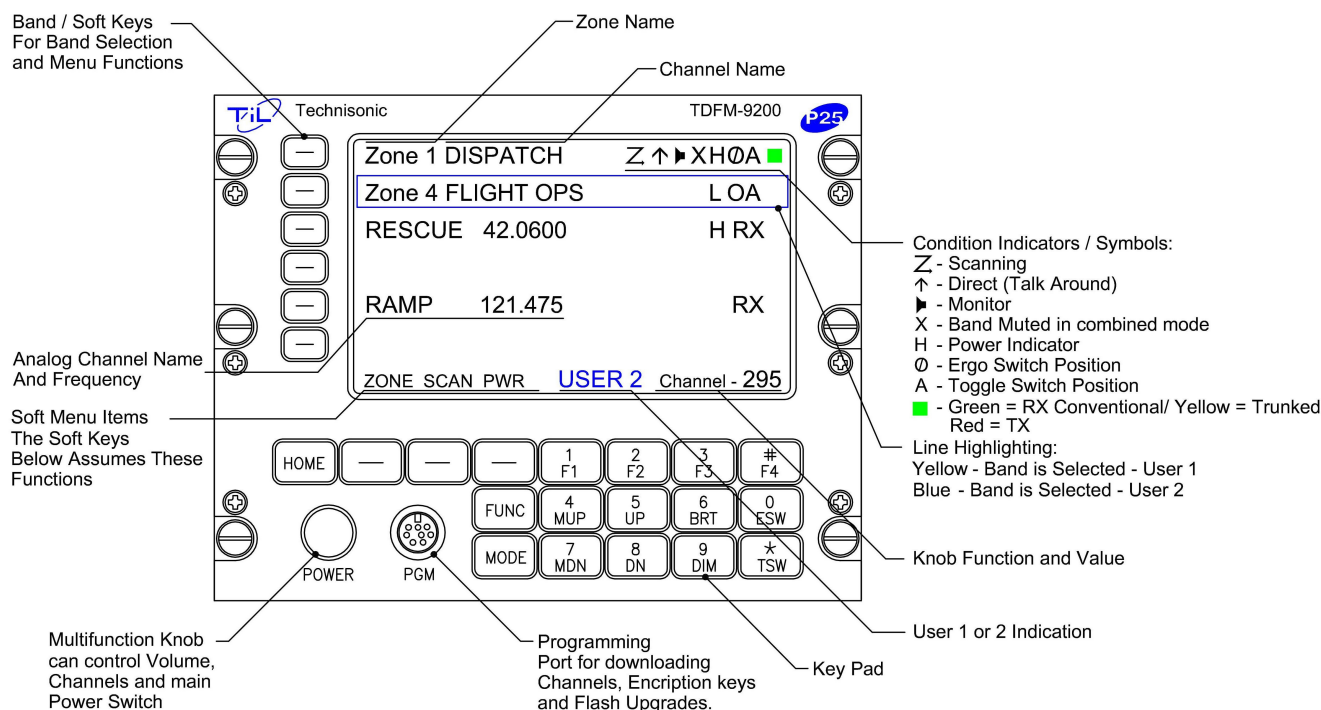 Band / Soft Keys
For Band Selection
and Menu Functions
Zone Name
Channel Name
TiL Technisonic TDFM-9200 P25
Zone 1 DISPATCH Z ↑ XHØA
Zone 4 FLIGHT OPS L OA
RESCUE 42.0600 H RX
RAMP 121.475 RX
ZONE SCAN PWR USER 2 Channel - 295
Analog Channel Name
And Frequency
Soft Menu Items
The Soft Keys
Below Assumes These
Functions
Condition Indicators / Symbols:
Z - Scanning
↑ - Direct (Talk Around)
- Monitor
X - Band Muted in combined mode
H - Power Indicator
Ø - Ergo Switch Position
A - Toggle Switch Position
- Green = RX Conventional/ Yellow = Trunked
Red = TX
Line Highlighting:
Yellow - Band is Selected - User 1
Blue - Band is Selected - User 2
HOME — — — 1 F1 2 F2 3 F3 # F4
FUNC 4 MUP 5 UP 6 BRT 0 ESW
MODE 7 MDN 8 DN 9 DIM * TSW
POWER PGM
Knob Function and Value
User 1 or 2 Indication
Key Pad
Multifunction Knob
can control Volume,
Channels and main
Power Switch
Programming
Port for downloading
Channels, Encription keys
and Flash Upgrades.